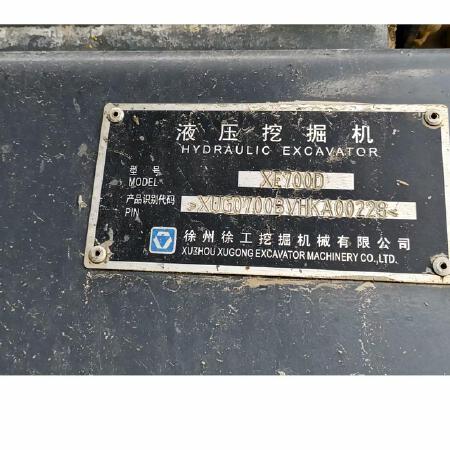 液压挖掘机
HYDRAULIC EXCAVATOR
型号 XE700D
MODEL
产品识别代码 >XUG0700BVHKA00228<
PIN
徐州徐工挖掘机械有限公司
XUZHOU XUGONG EXCAVATOR MACHINERY CO.,LTD.